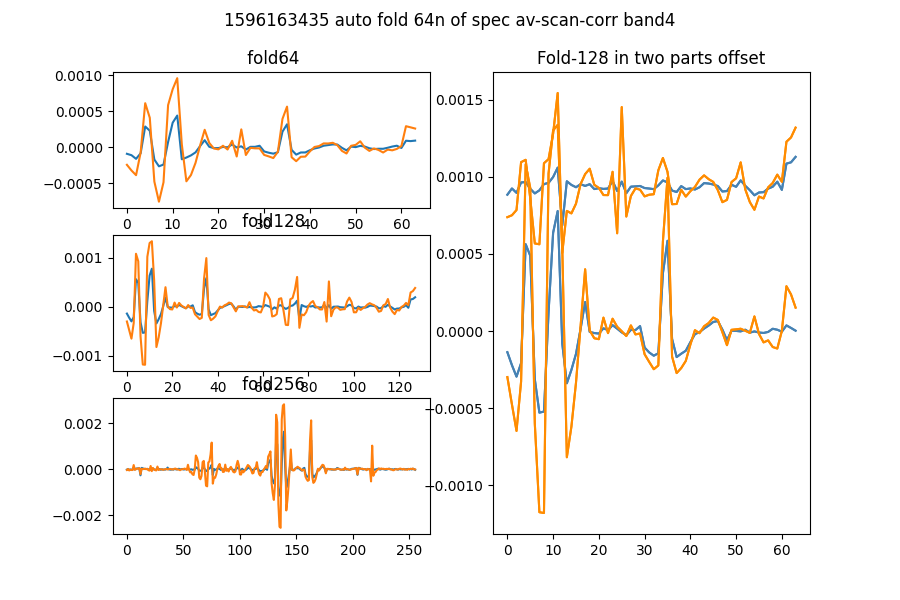 1596163435 auto fold 64n of spec av-scan-corr band4
fold64
0.0010
0.0005
0.0000
−0.0005
0 10 20 30 40 50 60
fold128
0.001
0.000
−0.001
0 20 40 60 80 100 120
fold256
0.002
0.000
−0.002
0 50 100 150 200 250
Fold-128 in two parts offset
0.0015
0.0010
0.0005
0.0000
−0.0005
−0.0010
0 10 20 30 40 50 60